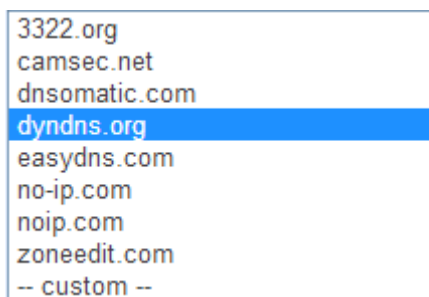 3322.org
camsec.net
dnsomatic.com
dyndns.org
easydns.com
no-ip.com
noip.com
zoneedit.com
-- custom --